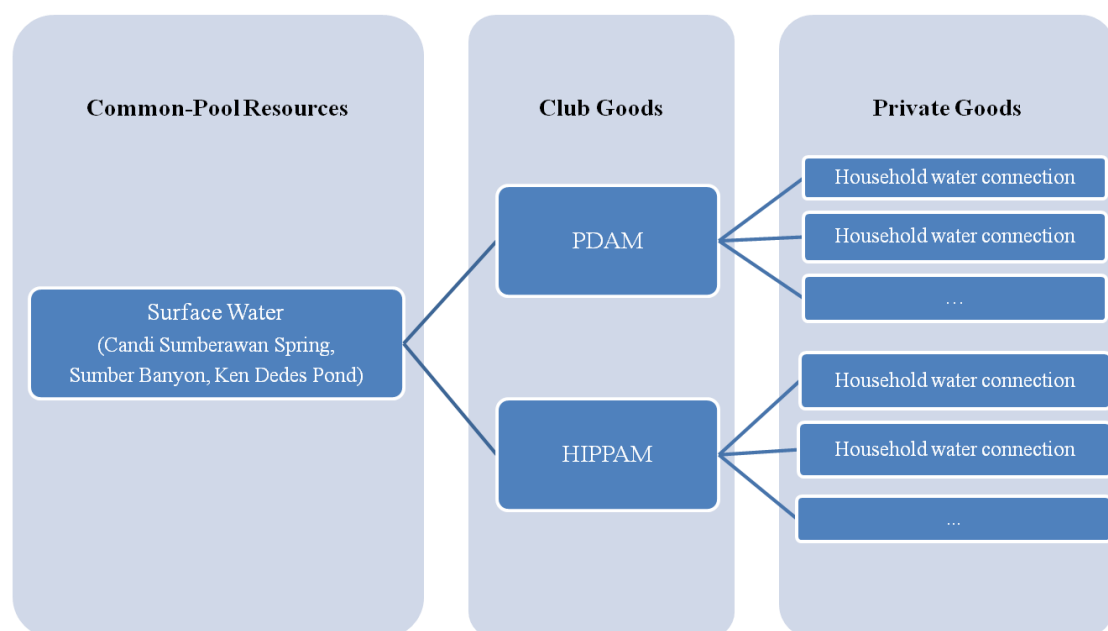 Common-Pool Resources
Club Goods
Private Goods
Surface Water
(Candi Sumberawan Spring,
Sumber Banyon, Ken Dedes Pond)
PDAM
HIPPAM
Household water connection
Household water connection
…
Household water connection
Household water connection
...